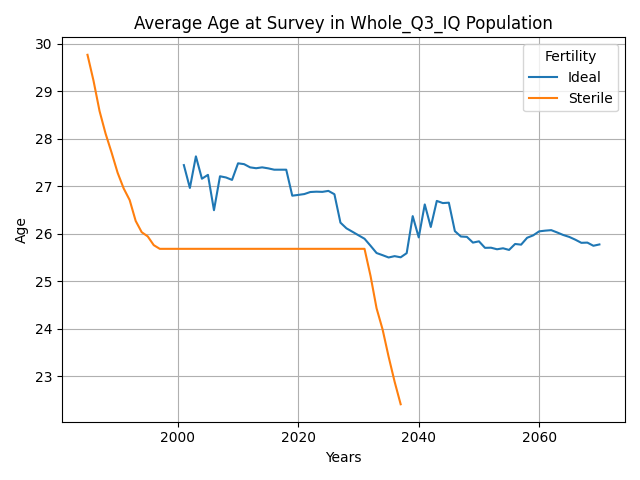 Average Age at Survey in Whole_Q3_IQ Population
Fertility
Ideal
Sterile
30
29
28
27
26
25
24
23
Age
2000
2020
2040
2060
Years